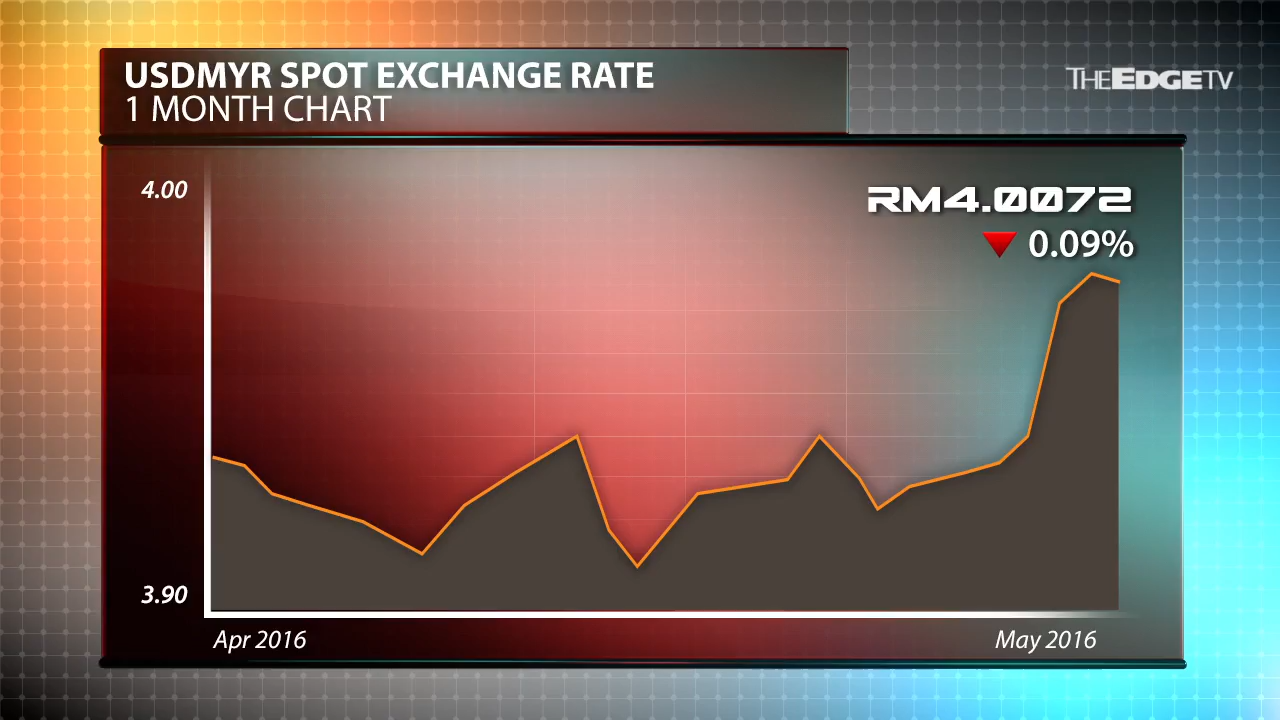 USDMYR SPOT EXCHANGE RATE
1 MONTH CHART
THEEDGETV
4.00
RM4.0072
0.09%
3.90
Apr 2016
May 2016